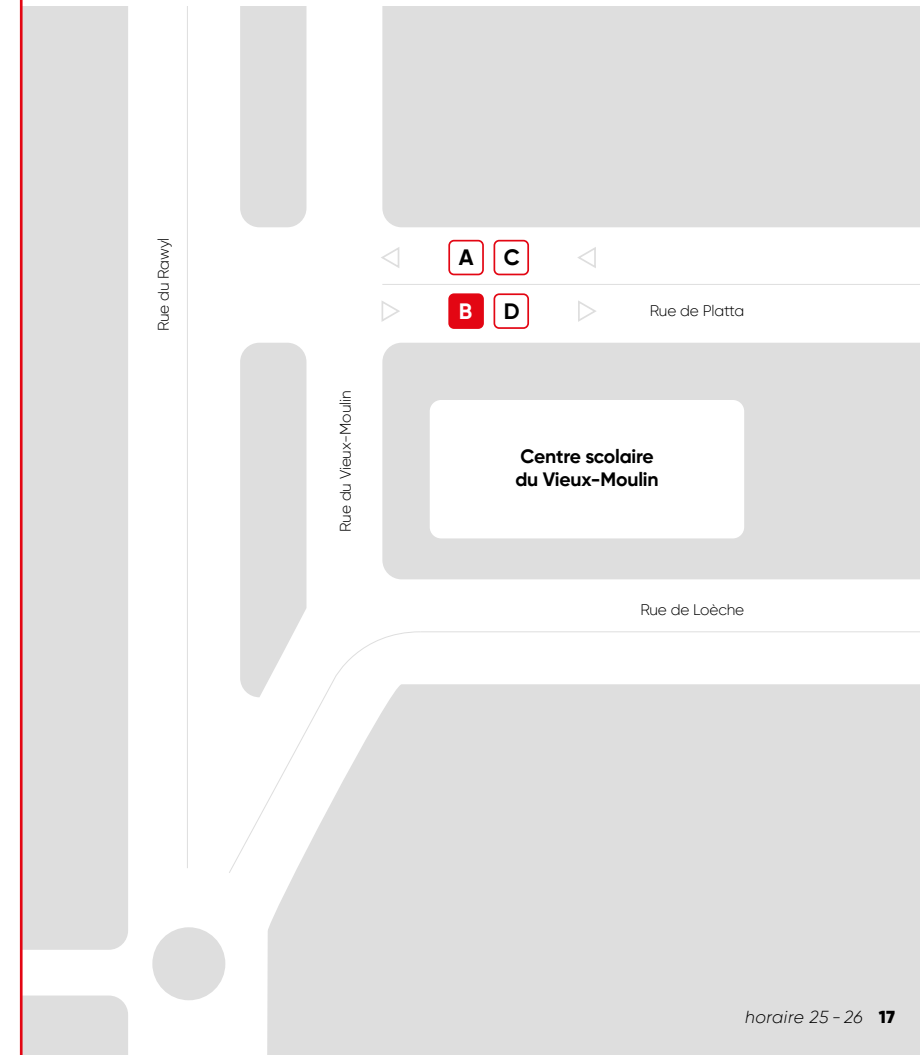 Rue du Rawyl
A C
B D
Rue de Platta
Rue du Vieux-Moulin
Centre scolaire
du Vieux-Moulin
Rue de Loèche
horaire 25 - 26 17